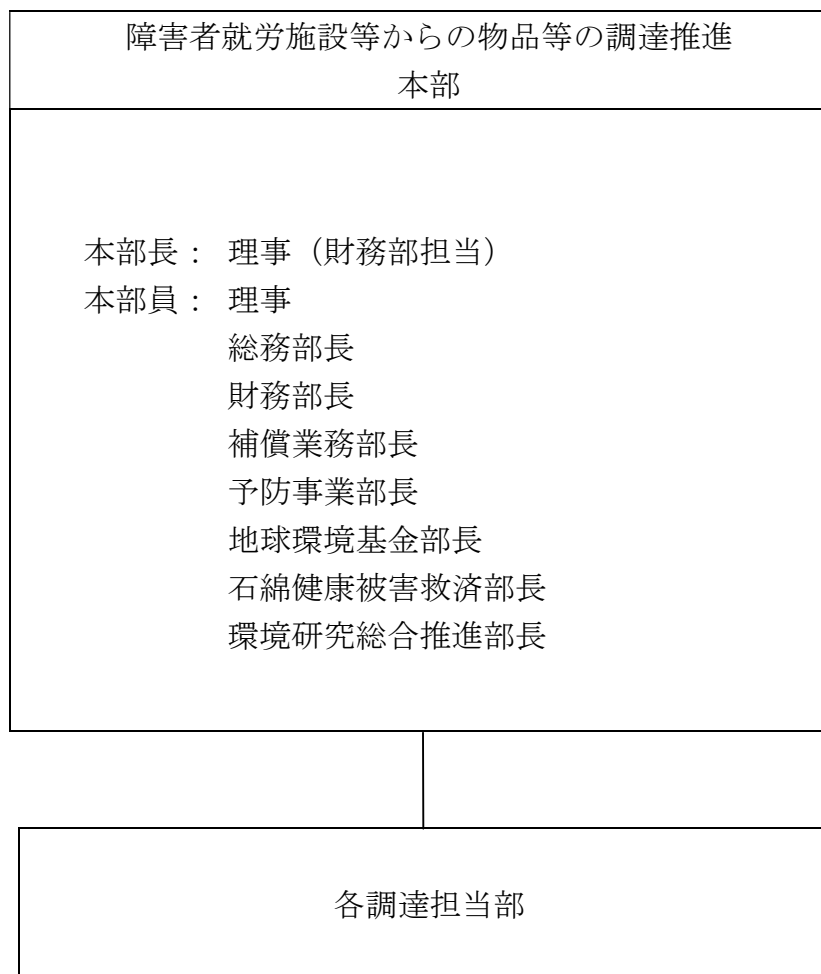 障害者就労施設等からの物品等の調達推進
本部
本部長： 理事（財務部担当）
本部員： 理事
総務部長
財務部長
補償業務部長
予防事業部長
地球環境基金部長
石綿健康被害救済部長
環境研究総合推進部長
各調達担当部